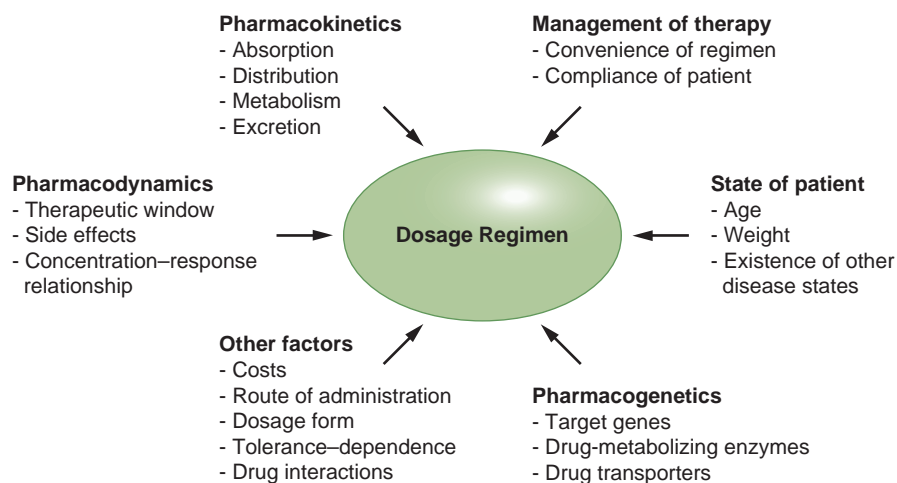 Pharmacokinetics
- Absorption
- Distribution
- Metabolism
- Excretion
Management of therapy
- Convenience of regimen
- Compliance of patient
Pharmacodynamics
- Therapeutic window
- Side effects
- Concentration–response
relationship
Dosage Regimen
State of patient
- Age
- Weight
- Existence of other
disease states
Other factors
- Costs
- Route of administration
- Dosage form
- Tolerance–dependence
- Drug interactions
Pharmacogenetics
- Target genes
- Drug-metabolizing enzymes
- Drug transporters